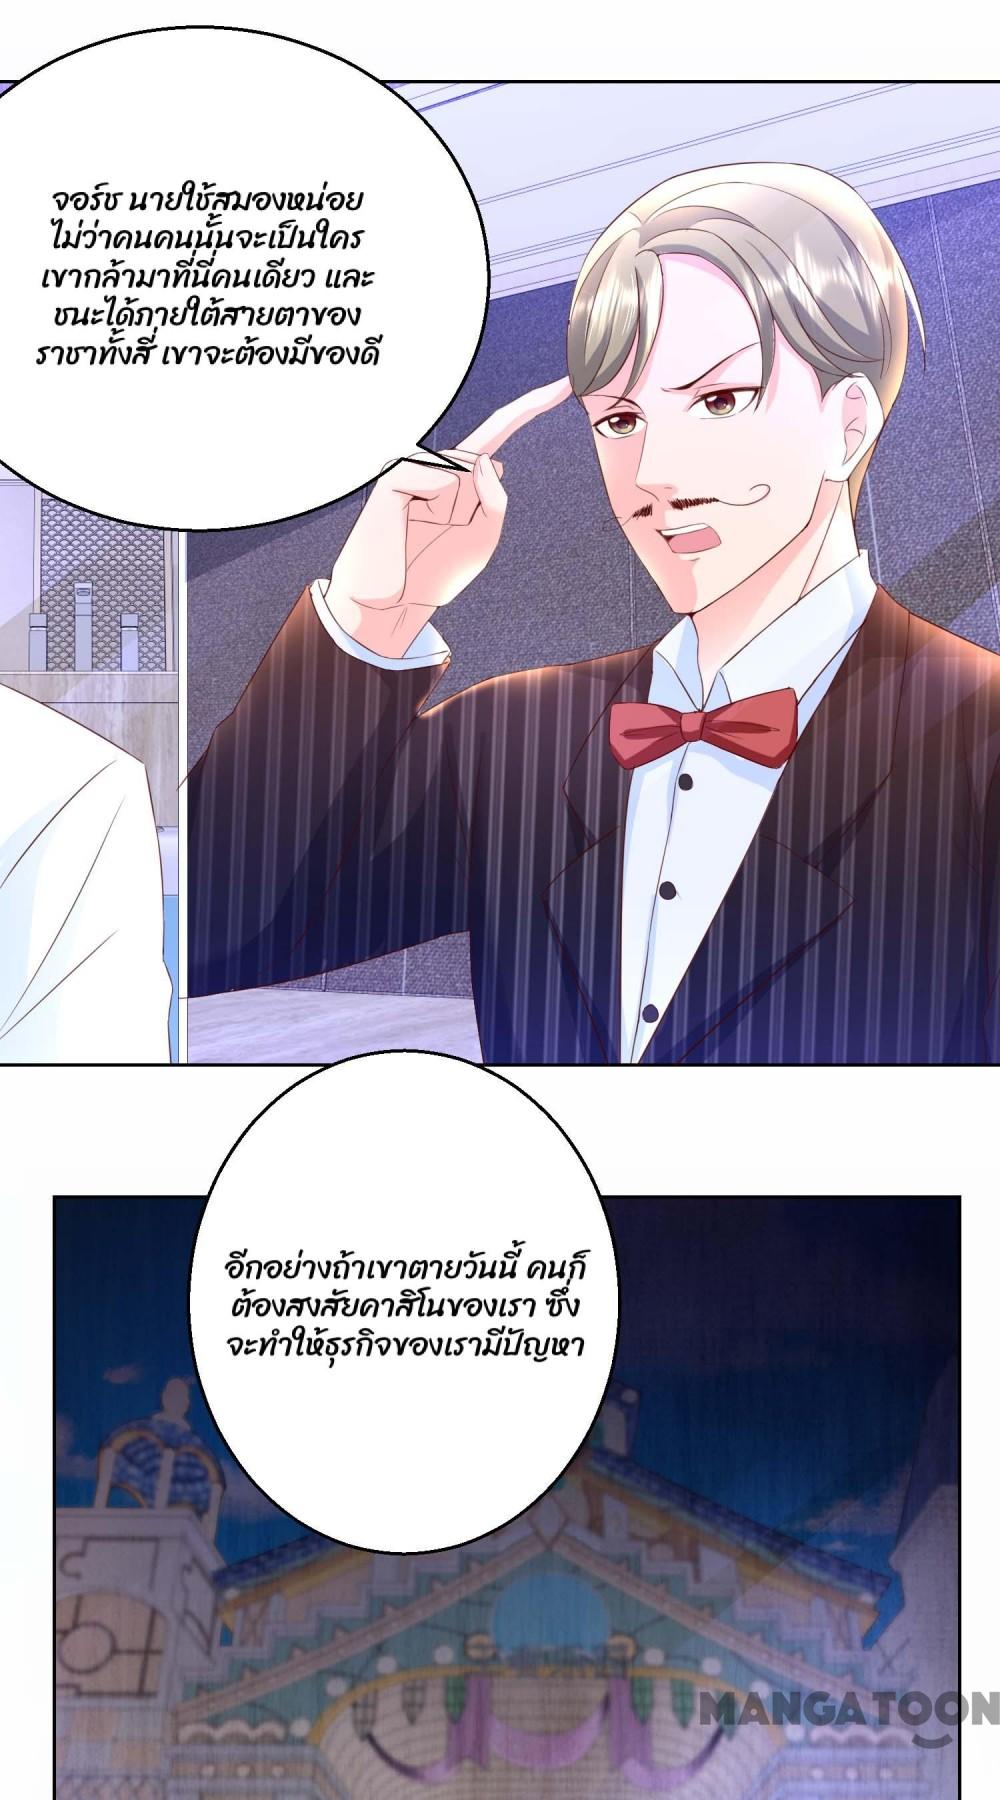 จอร์ช นายใช้สมองหน่อย
ไม่ว่าคนคนนั้นจะเป็นใคร
เขากล้ามาที่นี่คนเดียว และ
ชนะได้ภายใต้สายตาของ
ราชาทั้งสี่ เขาจะต้องมีของดี
อีกอย่างถ้าเขาตายวันนี้ คนก็
ต้องสงสัยคาสิโนของเรา ซึ่ง
จะทำให้ธุรกิจของเรามีปัญหา
MANGATOON